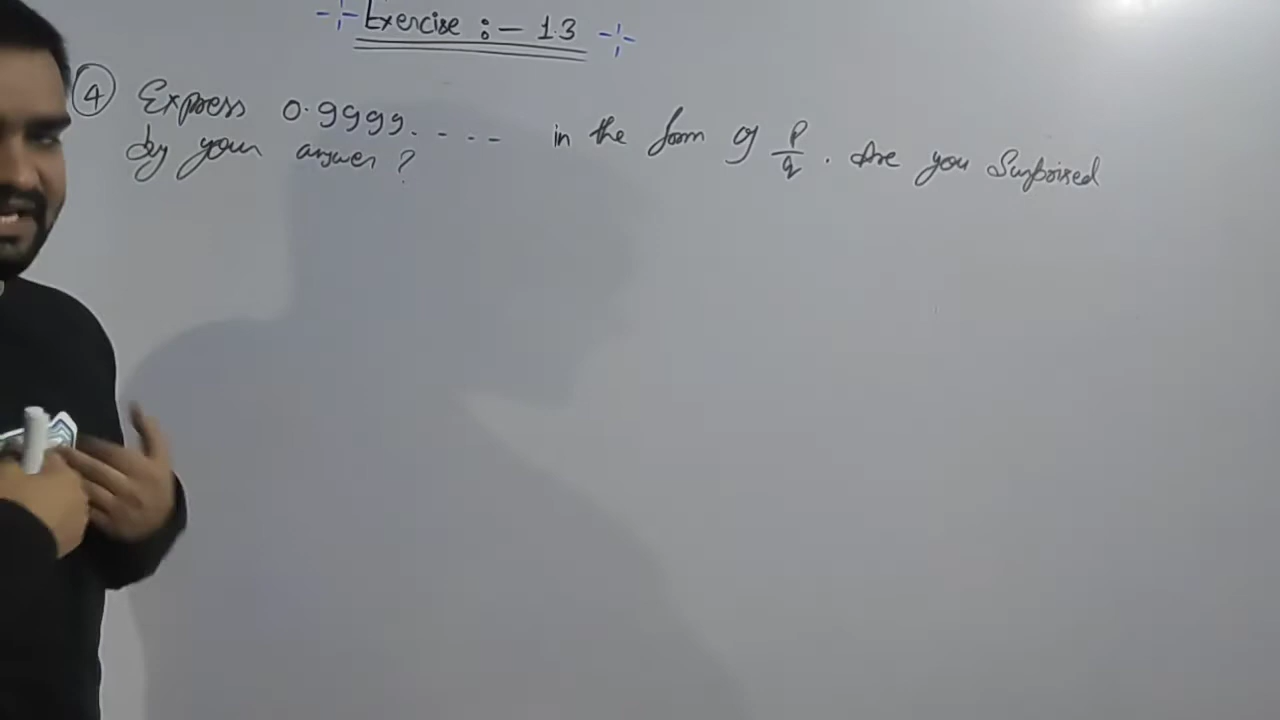 Exercise :- 1.3
④ Express 0.9999.... in the form of p/q. Are you Surprised
by your answer?